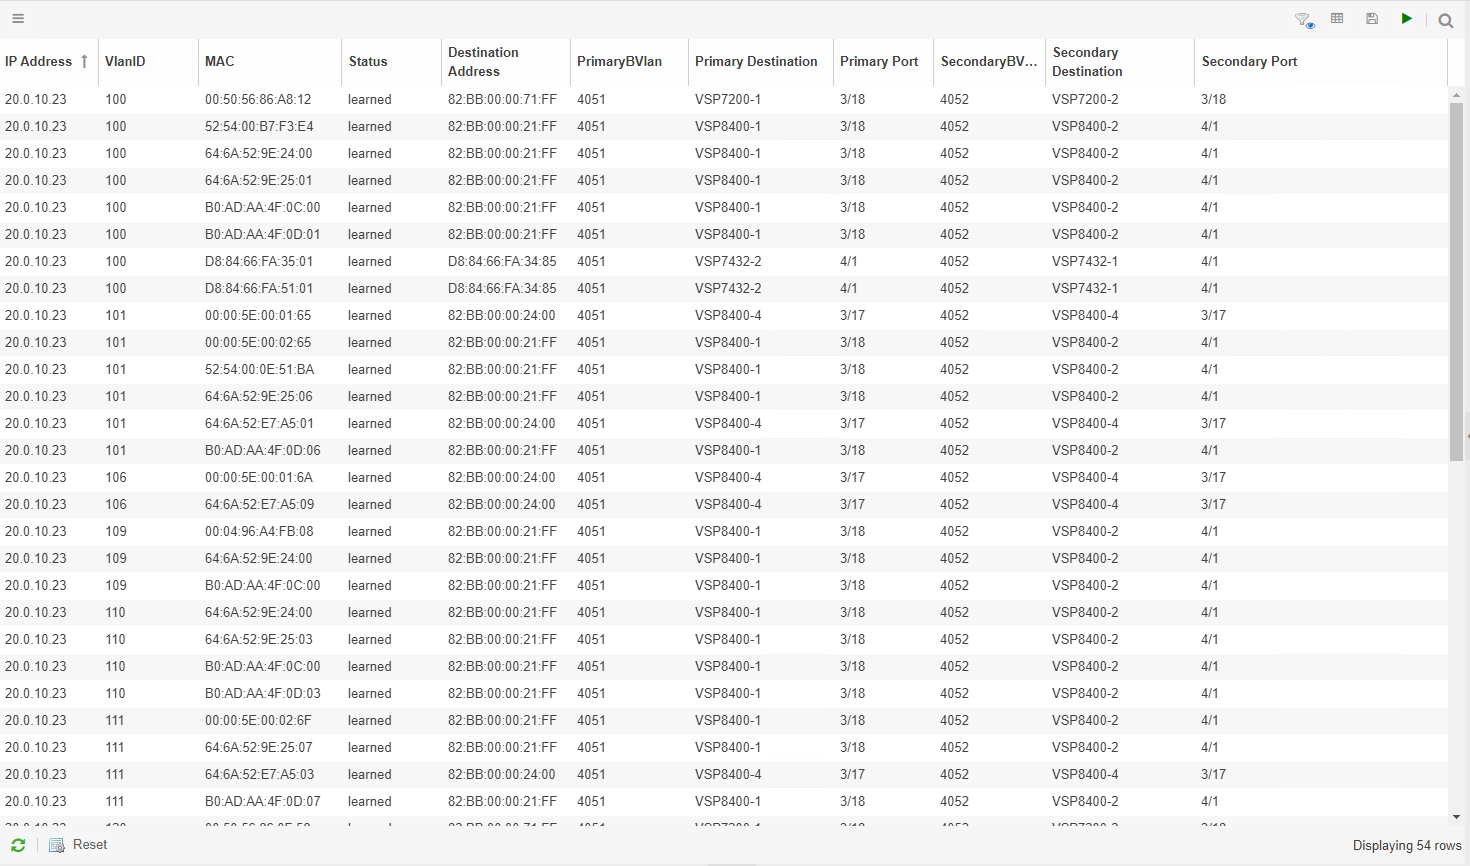 IP Address VlanID MAC Status Destination Address PrimaryBVlan Primary Destination Primary Port SecondaryBV... Secondary Destination Secondary Port
20.0.10.23 100 00:50:56:86:A8:12 learned 82:BB:00:00:71:FF 4051 VSP7200-1 3/18 4052 VSP7200-2 3/18
20.0.10.23 100 52:54:00:B7:F3:E4 learned 82:BB:00:00:21:FF 4051 VSP8400-1 3/18 4052 VSP8400-2 4/1
20.0.10.23 100 64:6A:52:9E:24:00 learned 82:BB:00:00:21:FF 4051 VSP8400-1 3/18 4052 VSP8400-2 4/1
20.0.10.23 100 64:6A:52:9E:25:01 learned 82:BB:00:00:21:FF 4051 VSP8400-1 3/18 4052 VSP8400-2 4/1
20.0.10.23 100 B0:AD:AA:4F:0C:00 learned 82:BB:00:00:21:FF 4051 VSP8400-1 3/18 4052 VSP8400-2 4/1
20.0.10.23 100 B0:AD:AA:4F:0D:01 learned 82:BB:00:00:21:FF 4051 VSP8400-1 3/18 4052 VSP8400-2 4/1
20.0.10.23 100 D8:84:66:FA:35:01 learned D8:84:66:FA:34:85 4051 VSP7432-2 4/1 4052 VSP7432-1 4/1
20.0.10.23 100 D8:84:66:FA:51:01 learned D8:84:66:FA:34:85 4051 VSP7432-2 4/1 4052 VSP7432-1 4/1
20.0.10.23 101 00:00:5E:00:01:65 learned 82:BB:00:00:24:00 4051 VSP8400-4 3/17 4052 VSP8400-4 3/17
20.0.10.23 101 00:00:5E:00:02:65 learned 82:BB:00:00:21:FF 4051 VSP8400-1 3/18 4052 VSP8400-2 4/1
20.0.10.23 101 52:54:00:0E:51:BA learned 82:BB:00:00:21:FF 4051 VSP8400-1 3/18 4052 VSP8400-2 4/1
20.0.10.23 101 64:6A:52:9E:25:06 learned 82:BB:00:00:21:FF 4051 VSP8400-1 3/18 4052 VSP8400-2 4/1
20.0.10.23 101 64:6A:52:E7:A5:01 learned 82:BB:00:00:24:00 4051 VSP8400-4 3/17 4052 VSP8400-4 3/17
20.0.10.23 101 B0:AD:AA:4F:0D:06 learned 82:BB:00:00:21:FF 4051 VSP8400-1 3/18 4052 VSP8400-2 4/1
20.0.10.23 106 00:00:5E:00:01:6A learned 82:BB:00:00:24:00 4051 VSP8400-4 3/17 4052 VSP8400-4 3/17
20.0.10.23 106 64:6A:52:E7:A5:09 learned 82:BB:00:00:24:00 4051 VSP8400-4 3/17 4052 VSP8400-4 3/17
20.0.10.23 109 00:04:96:A4:FB:08 learned 82:BB:00:00:21:FF 4051 VSP8400-1 3/18 4052 VSP8400-2 4/1
20.0.10.23 109 64:6A:52:9E:24:00 learned 82:BB:00:00:21:FF 4051 VSP8400-1 3/18 4052 VSP8400-2 4/1
20.0.10.23 109 B0:AD:AA:4F:0C:00 learned 82:BB:00:00:21:FF 4051 VSP8400-1 3/18 4052 VSP8400-2 4/1
20.0.10.23 110 64:6A:52:9E:24:00 learned 82:BB:00:00:21:FF 4051 VSP8400-1 3/18 4052 VSP8400-2 4/1
20.0.10.23 110 64:6A:52:9E:25:03 learned 82:BB:00:00:21:FF 4051 VSP8400-1 3/18 4052 VSP8400-2 4/1
20.0.10.23 110 B0:AD:AA:4F:0C:00 learned 82:BB:00:00:21:FF 4051 VSP8400-1 3/18 4052 VSP8400-2 4/1
20.0.10.23 110 B0:AD:AA:4F:0D:03 learned 82:BB:00:00:21:FF 4051 VSP8400-1 3/18 4052 VSP8400-2 4/1
20.0.10.23 111 00:00:5E:00:02:6F learned 82:BB:00:00:21:FF 4051 VSP8400-1 3/18 4052 VSP8400-2 4/1
20.0.10.23 111 64:6A:52:9E:25:07 learned 82:BB:00:00:21:FF 4051 VSP8400-1 3/18 4052 VSP8400-2 4/1
20.0.10.23 111 64:6A:52:E7:A5:03 learned 82:BB:00:00:24:00 4051 VSP8400-4 3/17 4052 VSP8400-4 3/17
20.0.10.23 111 B0:AD:AA:4F:0D:07 learned 82:BB:00:00:21:FF 4051 VSP8400-1 3/18 4052 VSP8400-2 4/1
Reset Displaying 54 rows